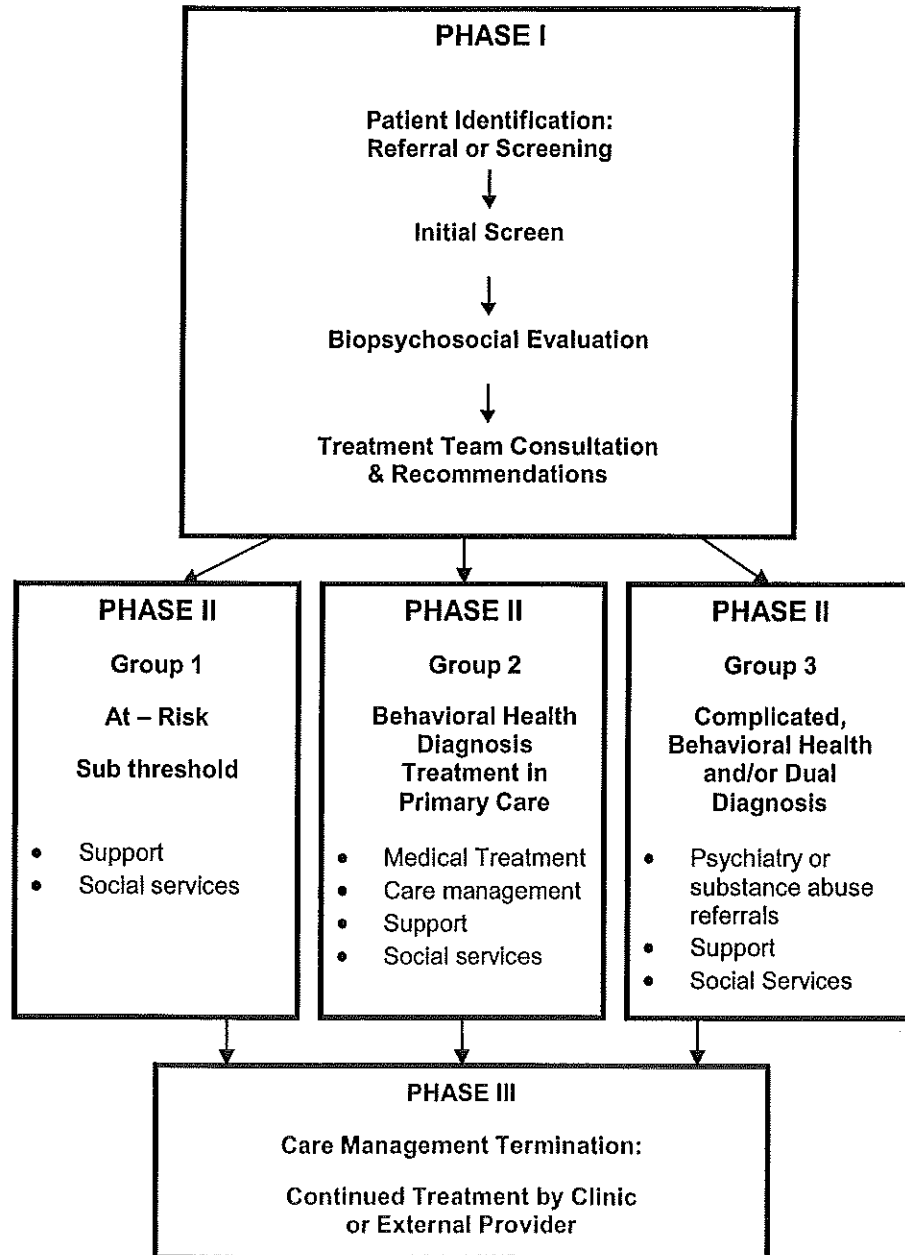 PHASE I
Patient Identification:
Referral or Screening
Initial Screen
Biopsychosocial Evaluation
Treatment Team Consultation
& Recommendations
PHASE II
Group 1
At – Risk
Sub threshold
• Support
• Social services
PHASE II
Group 2
Behavioral Health
Diagnosis
Treatment in
Primary Care
• Medical Treatment
• Care management
• Support
• Social services
PHASE II
Group 3
Complicated,
Behavioral Health
and/or Dual
Diagnosis
• Psychiatry or
substance abuse
referrals
• Support
• Social Services
PHASE III
Care Management Termination:
Continued Treatment by Clinic
or External Provider